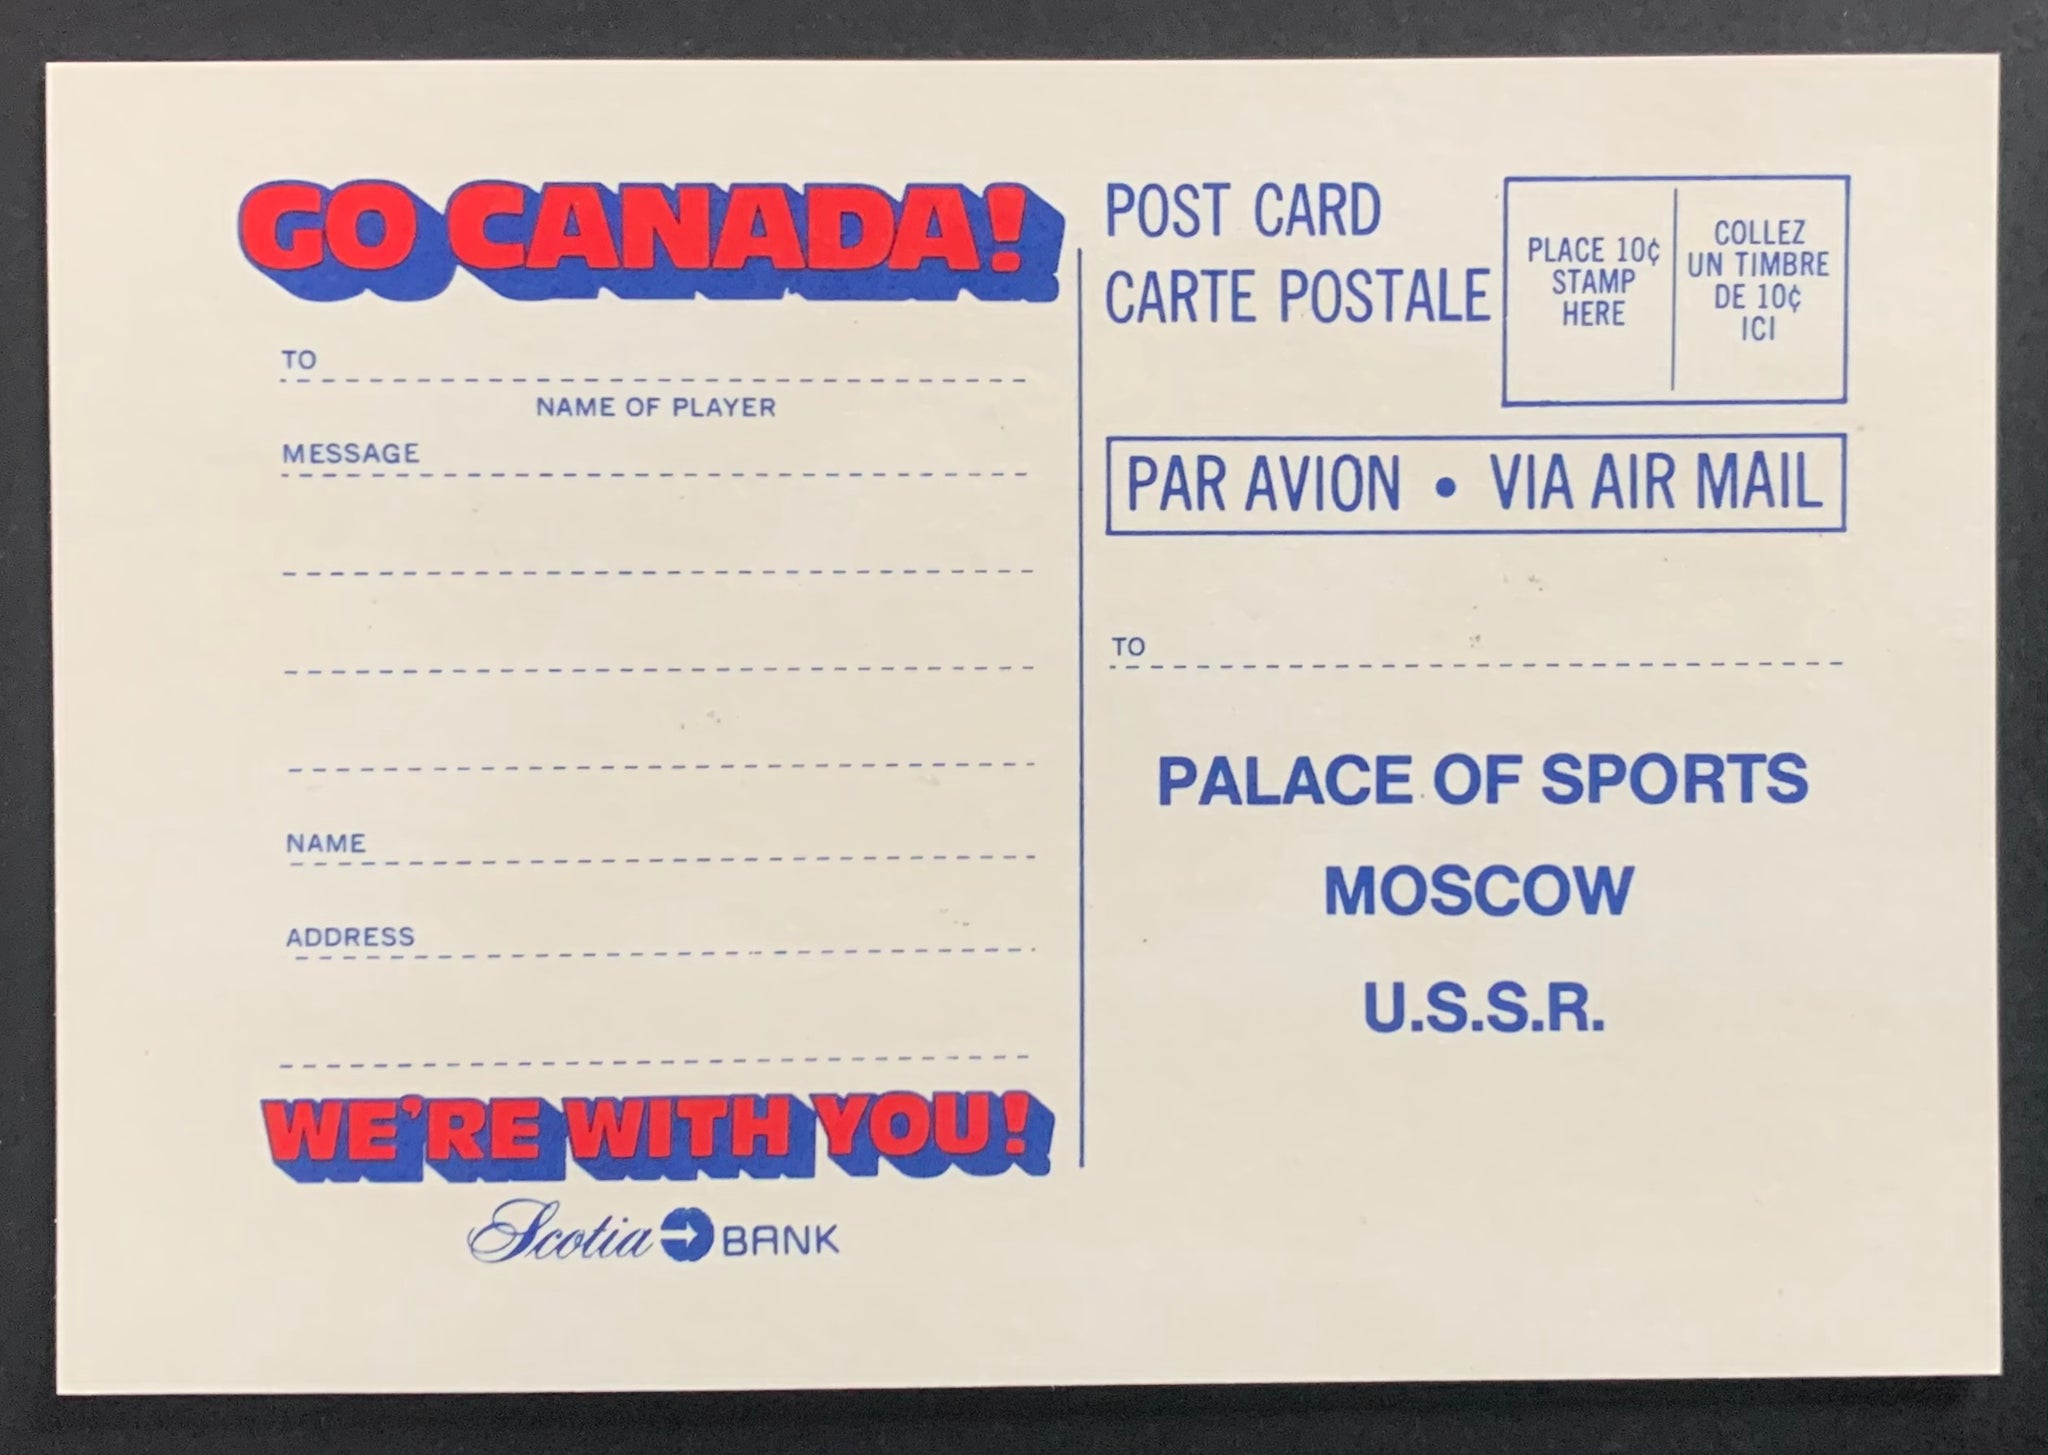 GO CANADA!
TO
NAME OF PLAYER
MESSAGE
NAME
ADDRESS
WE'RE WITH YOU!
Scotia BANK
POST CARD
CARTE POSTALE
PLACE 10¢
STAMP
HERE
COLLEZ
UN TIMBRE
DE 10¢
ICI
PAR AVION • VIA AIR MAIL
TO
PALACE OF SPORTS
MOSCOW
U.S.S.R.